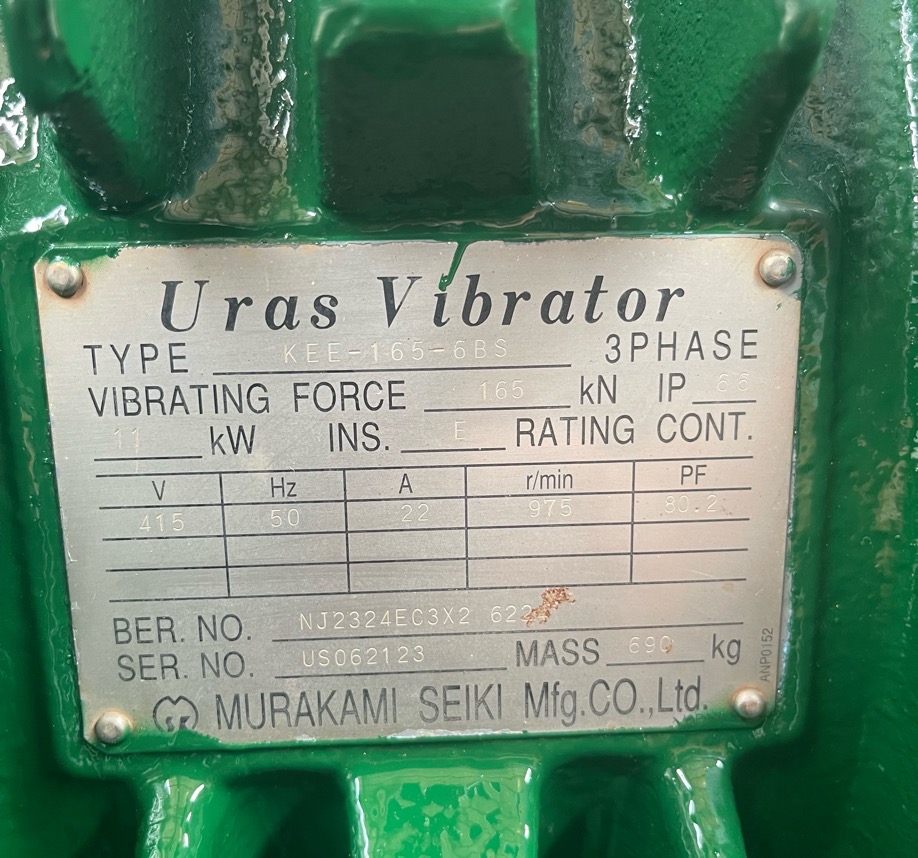 Uras Vibrator
TYPE KEE-165-6BS 3PHASE
VIBRATING FORCE 165 kN IP
11 kW INS. E RATING CONT.
V Hz A r/min PF
415 50 22 975 80.2
BER. NO. NJ2324EC3X2
SER. NO. US062123 MASS 690 kg
MURAKAMI SEIKI Mfg.CO.,Ltd.
ANP0152